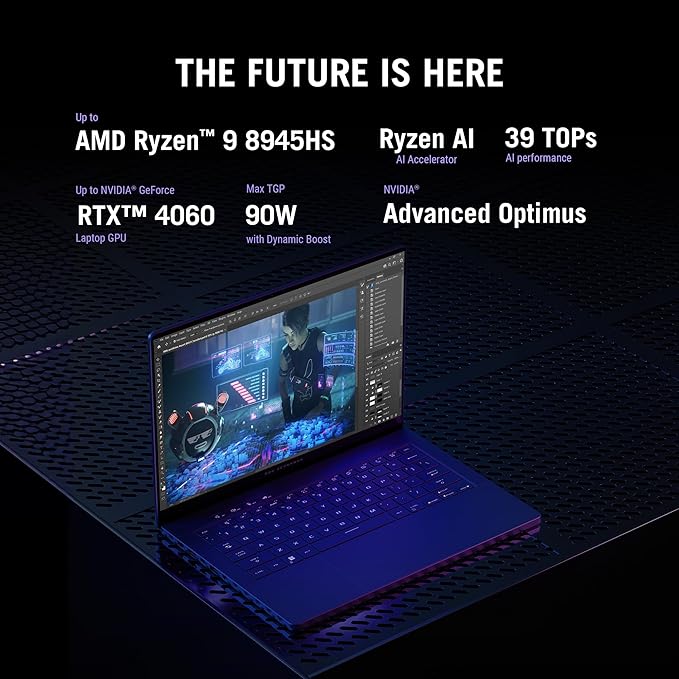 THE FUTURE IS HERE
Up to
AMD Ryzen™ 9 8945HS
Ryzen AI
AI Accelerator
39 TOPs
AI performance
Up to NVIDIA® GeForce
RTX™ 4060
Laptop GPU
Max TGP
90W
with Dynamic Boost
NVIDIA®
Advanced Optimus